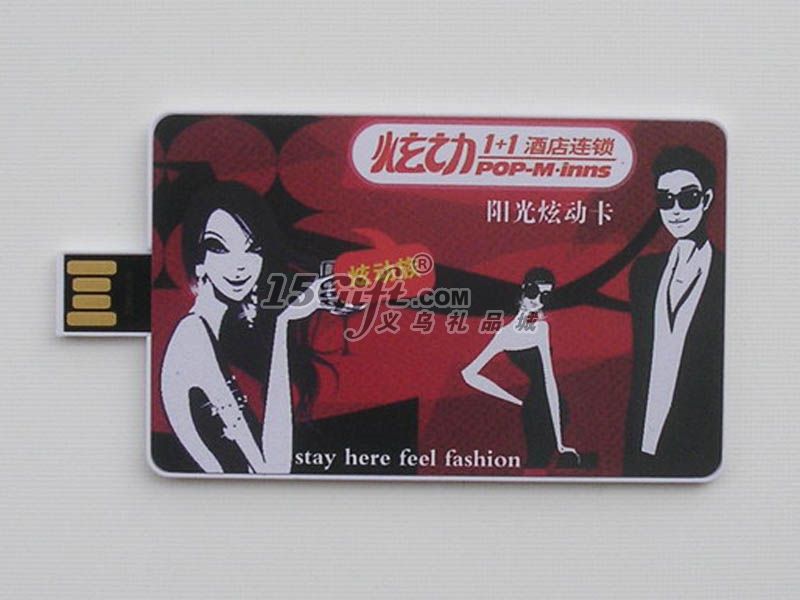 炫动 1+1 酒店连锁
POP-M·inns
阳光炫动卡
炫动族®
15Gift.com
义乌礼品城
stay here feel fashion